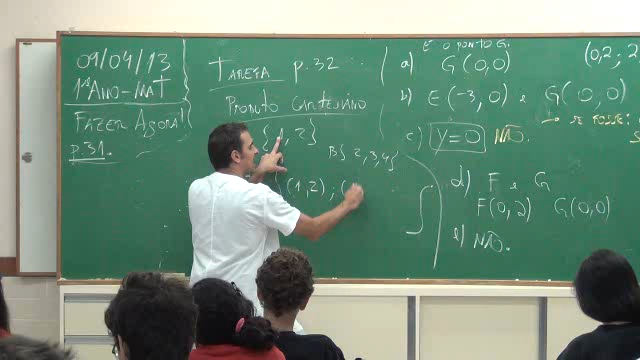 09/04/13
1ºs Ano-MAT
FAZER AGORA!
p.31.
TAREFA p.32
PRODUTO CARTESIANO
{1,2}
B{2,3,4}
(1,2);(
É O PONTO G.
a) G(0,0)
b) E(-3,0) e G(0,0)
c) y=0 NÃO.
SE FOSSE:
d) F e G
F(0,2) G(0,0)
e) NÃO.
(0,2; 2